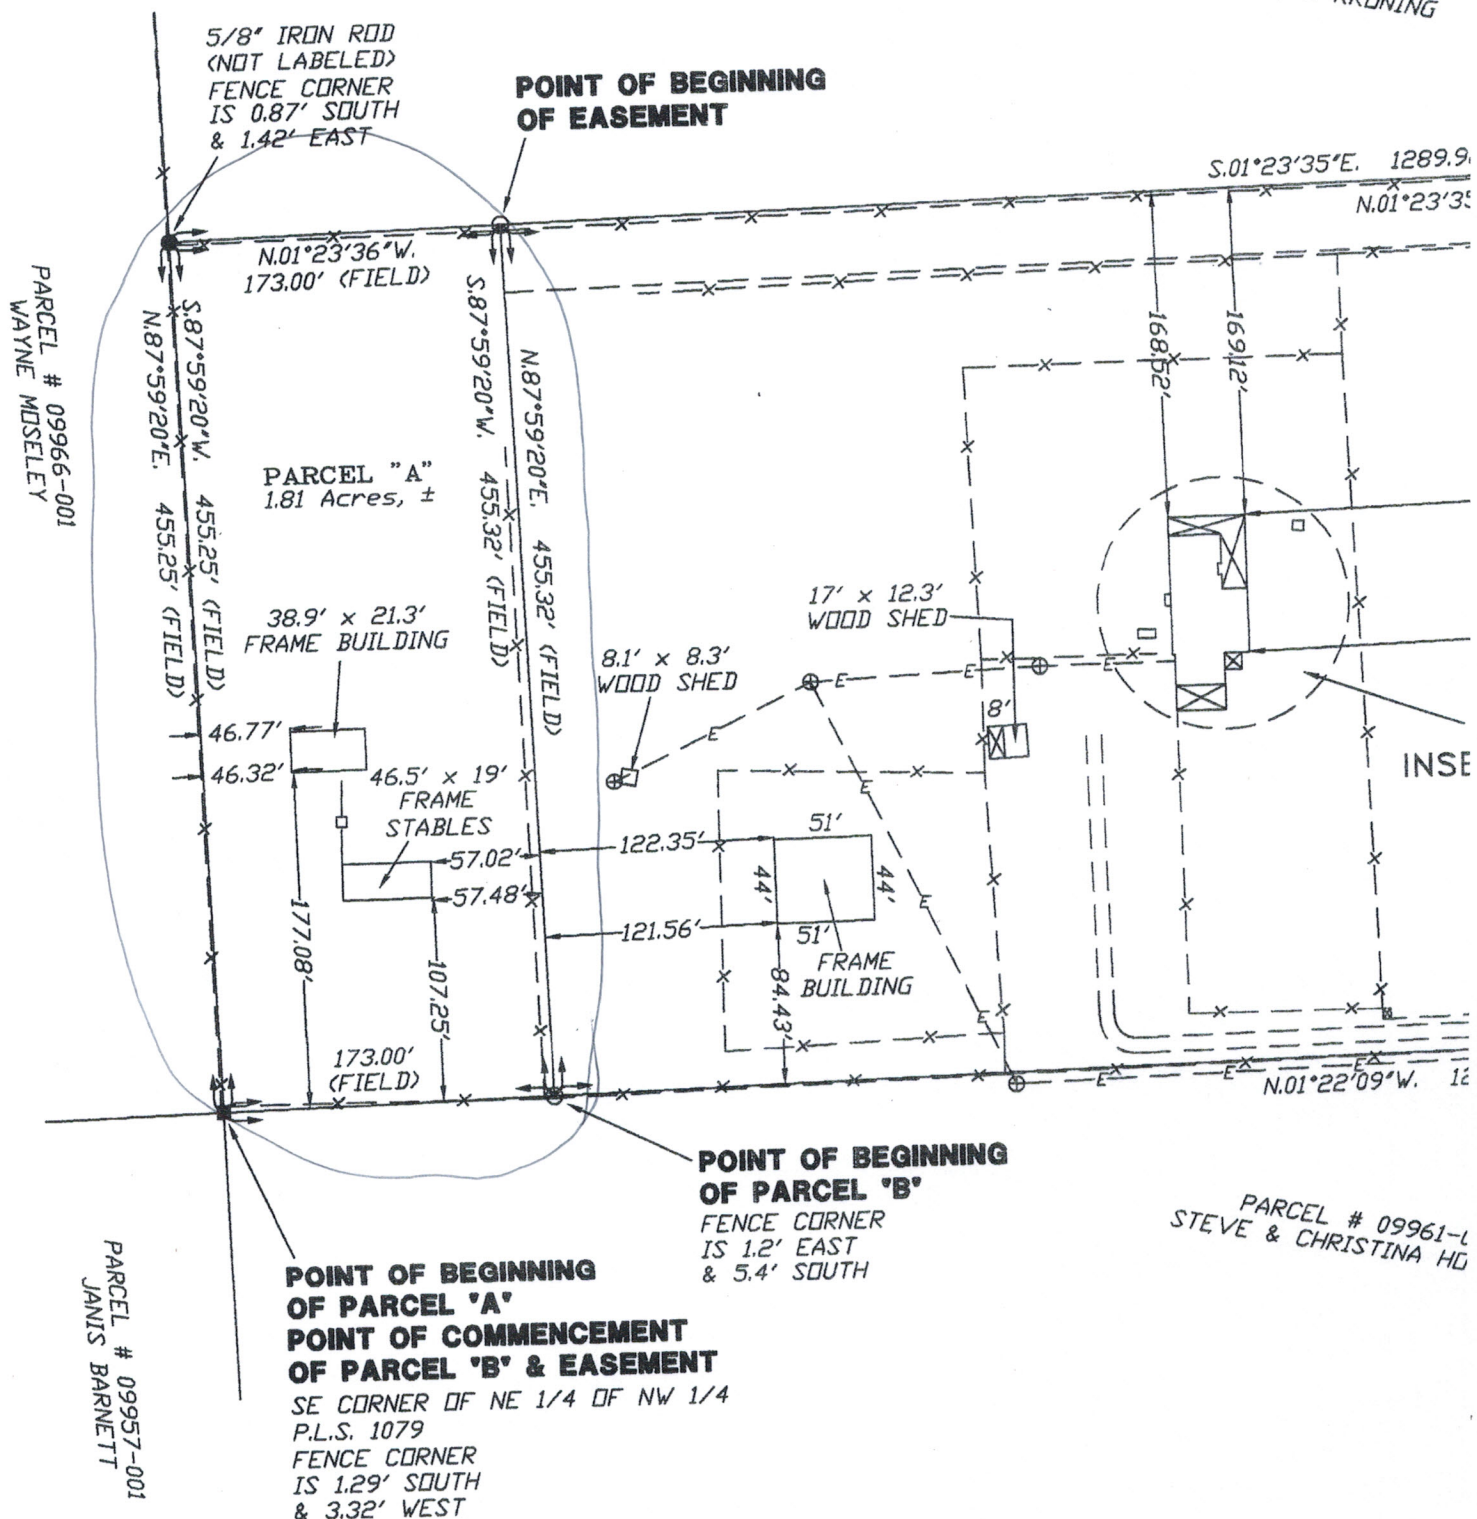 5/8" IRON ROD
(NOT LABELED)
FENCE CORNER
IS 0.87' SOUTH
& 1.42' EAST
POINT OF BEGINNING
OF EASEMENT
S.01°23'35"E.
N.01°23'36"W.
173.00' (FIELD)
PARCEL # 09966-001
WAYNE MOSELEY
N.87°59'20"E. 455.25' (FIELD)
S.87°59'20"W. 455.25' (FIELD)
S.87°59'20"W. 455.32' (FIELD)
N.87°59'20"E. 455.32' (FIELD)
168.52'
169.12'
PARCEL "A"
1.81 Acres, ±
38.9' x 21.3'
FRAME BUILDING
17' x 12.3'
WOOD SHED
8.1' x 8.3'
WOOD SHED
E
E
E
E
8'
46.77'
46.32'
46.5' x 19'
FRAME
STABLES
57.02'
57.48'
122.35'
121.56'
51'
44'
44'
51'
FRAME
BUILDING
E
E
E
177.08'
107.25'
84.43'
173.00'
(FIELD)
E
E
E
N.01°22'09"W.
POINT OF BEGINNING
OF PARCEL "B"
FENCE CORNER
IS 1.2' EAST
& 5.4' SOUTH
PARCEL # 09961-
STEVE & CHRISTINA
PARCEL # 09957-001
JANIS BARNETT
POINT OF BEGINNING
OF PARCEL "A"
POINT OF COMMENCEMENT
OF PARCEL "B" & EASEMENT
SE CORNER OF NE 1/4 OF NW 1/4
P.L.S. 1079
FENCE CORNER
IS 1.29' SOUTH
& 3.32' WEST